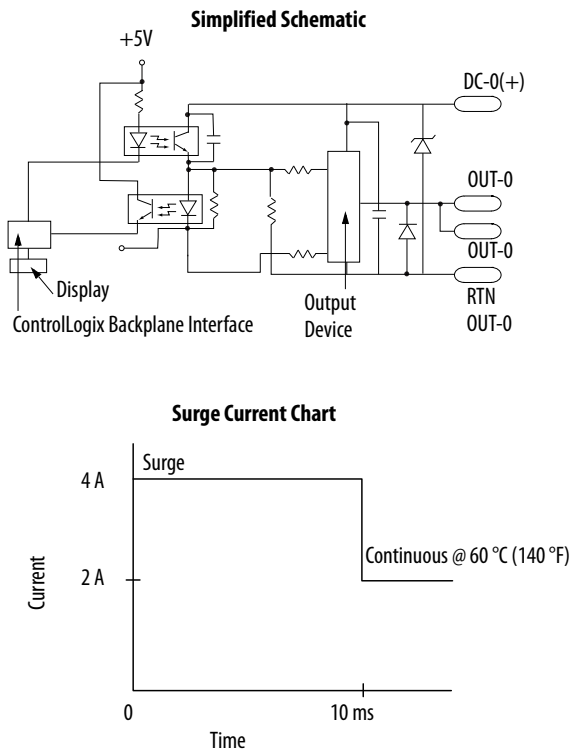 Simplified Schematic
+5V
DC-0(+)
OUT-0
OUT-0
RTN
OUT-0
Display
ControlLogix Backplane Interface
Output
Device
Surge Current Chart
Surge
4 A
Continuous @ 60 °C (140 °F)
2 A
Current
0
10 ms
Time